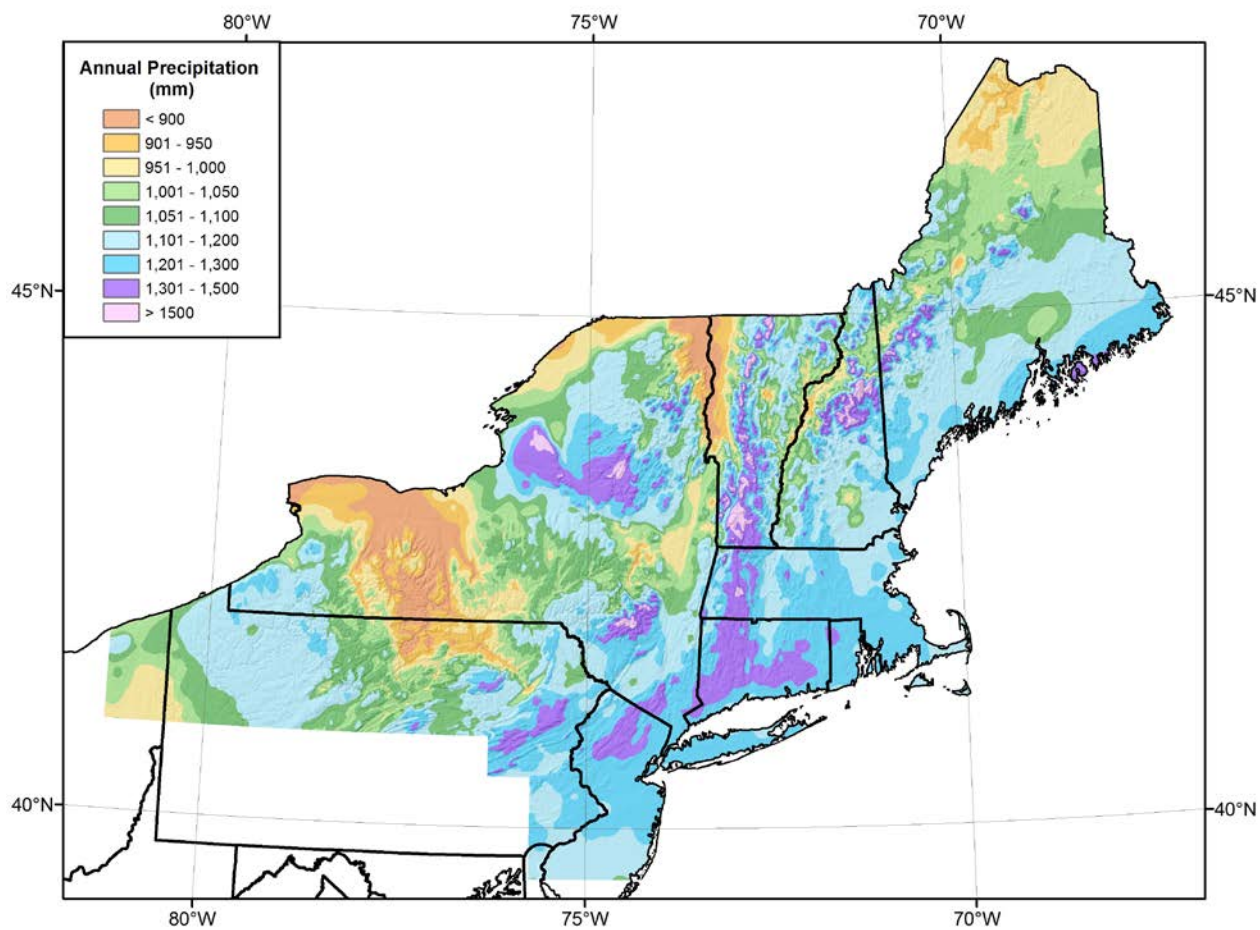 80°W
75°W
70°W
Annual Precipitation
(mm)
< 900
901 - 950
951 - 1,000
1,001 - 1,050
1,051 - 1,100
1,101 - 1,200
1,201 - 1,300
1,301 - 1,500
> 1500
45°N
45°N
40°N
40°N
80°W
75°W
70°W